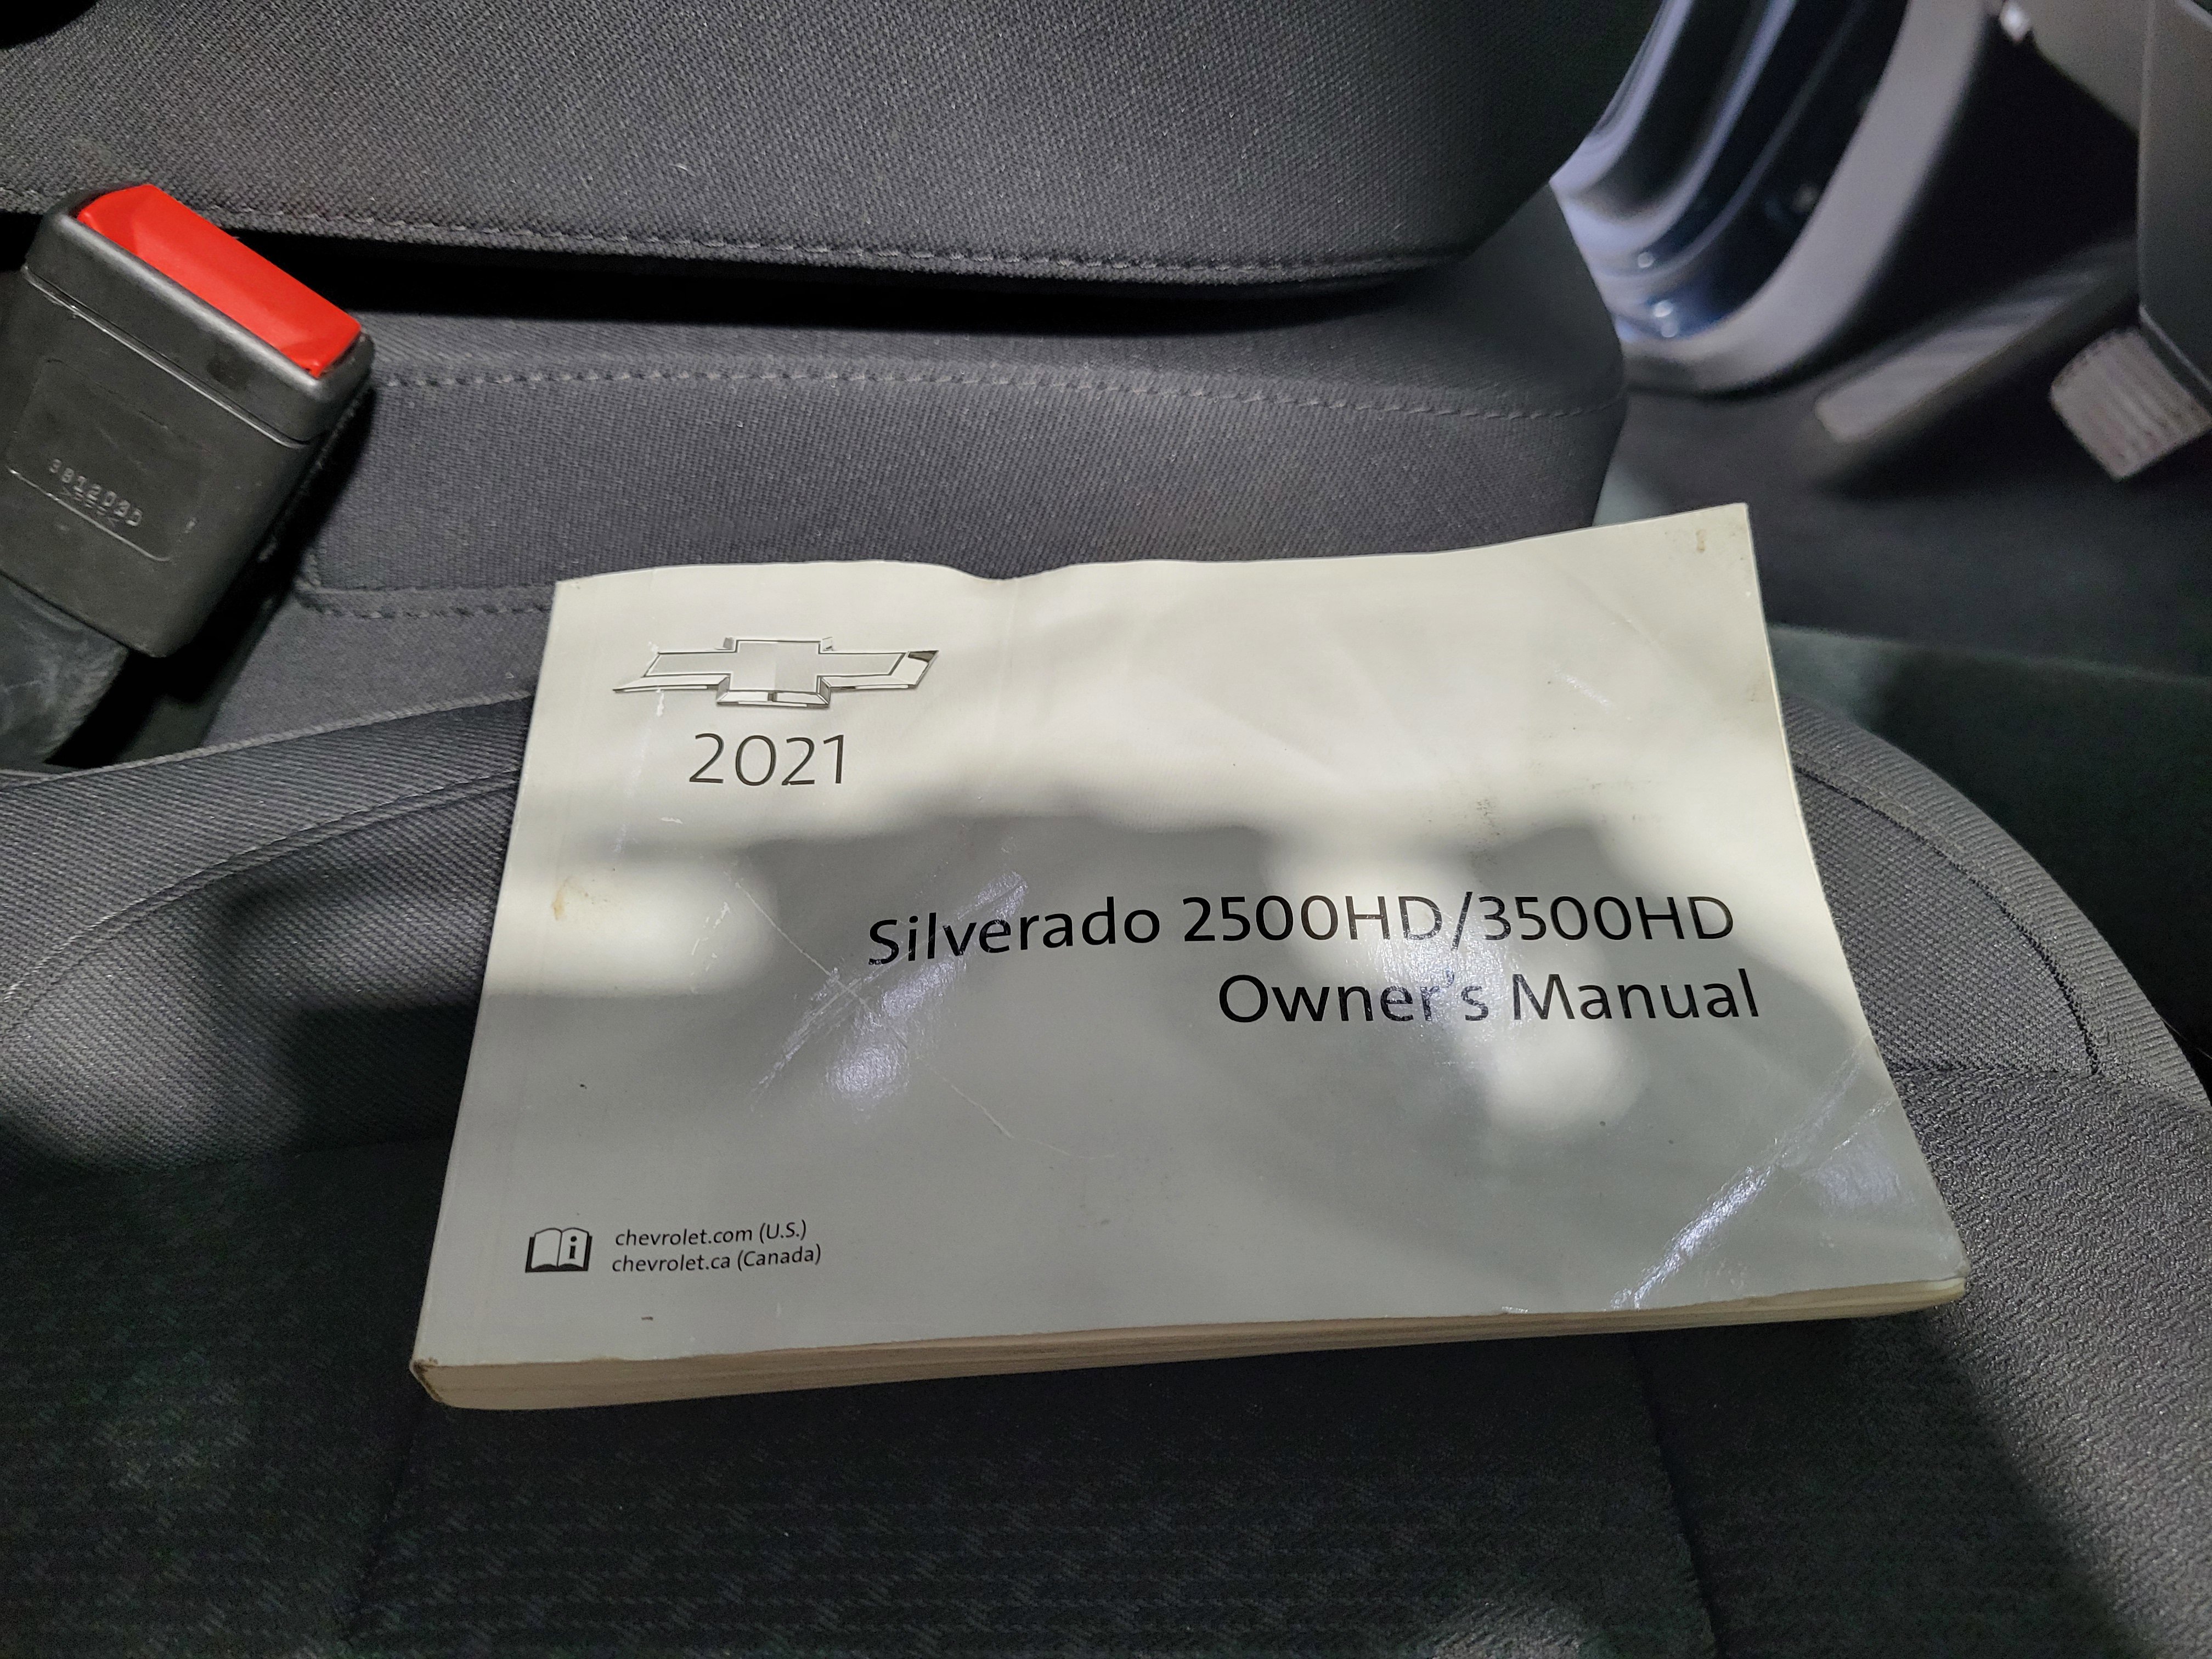 2021
Silverado 2500HD/3500HD
Owner's Manual
chevrolet.com (U.S.)
chevrolet.ca (Canada)